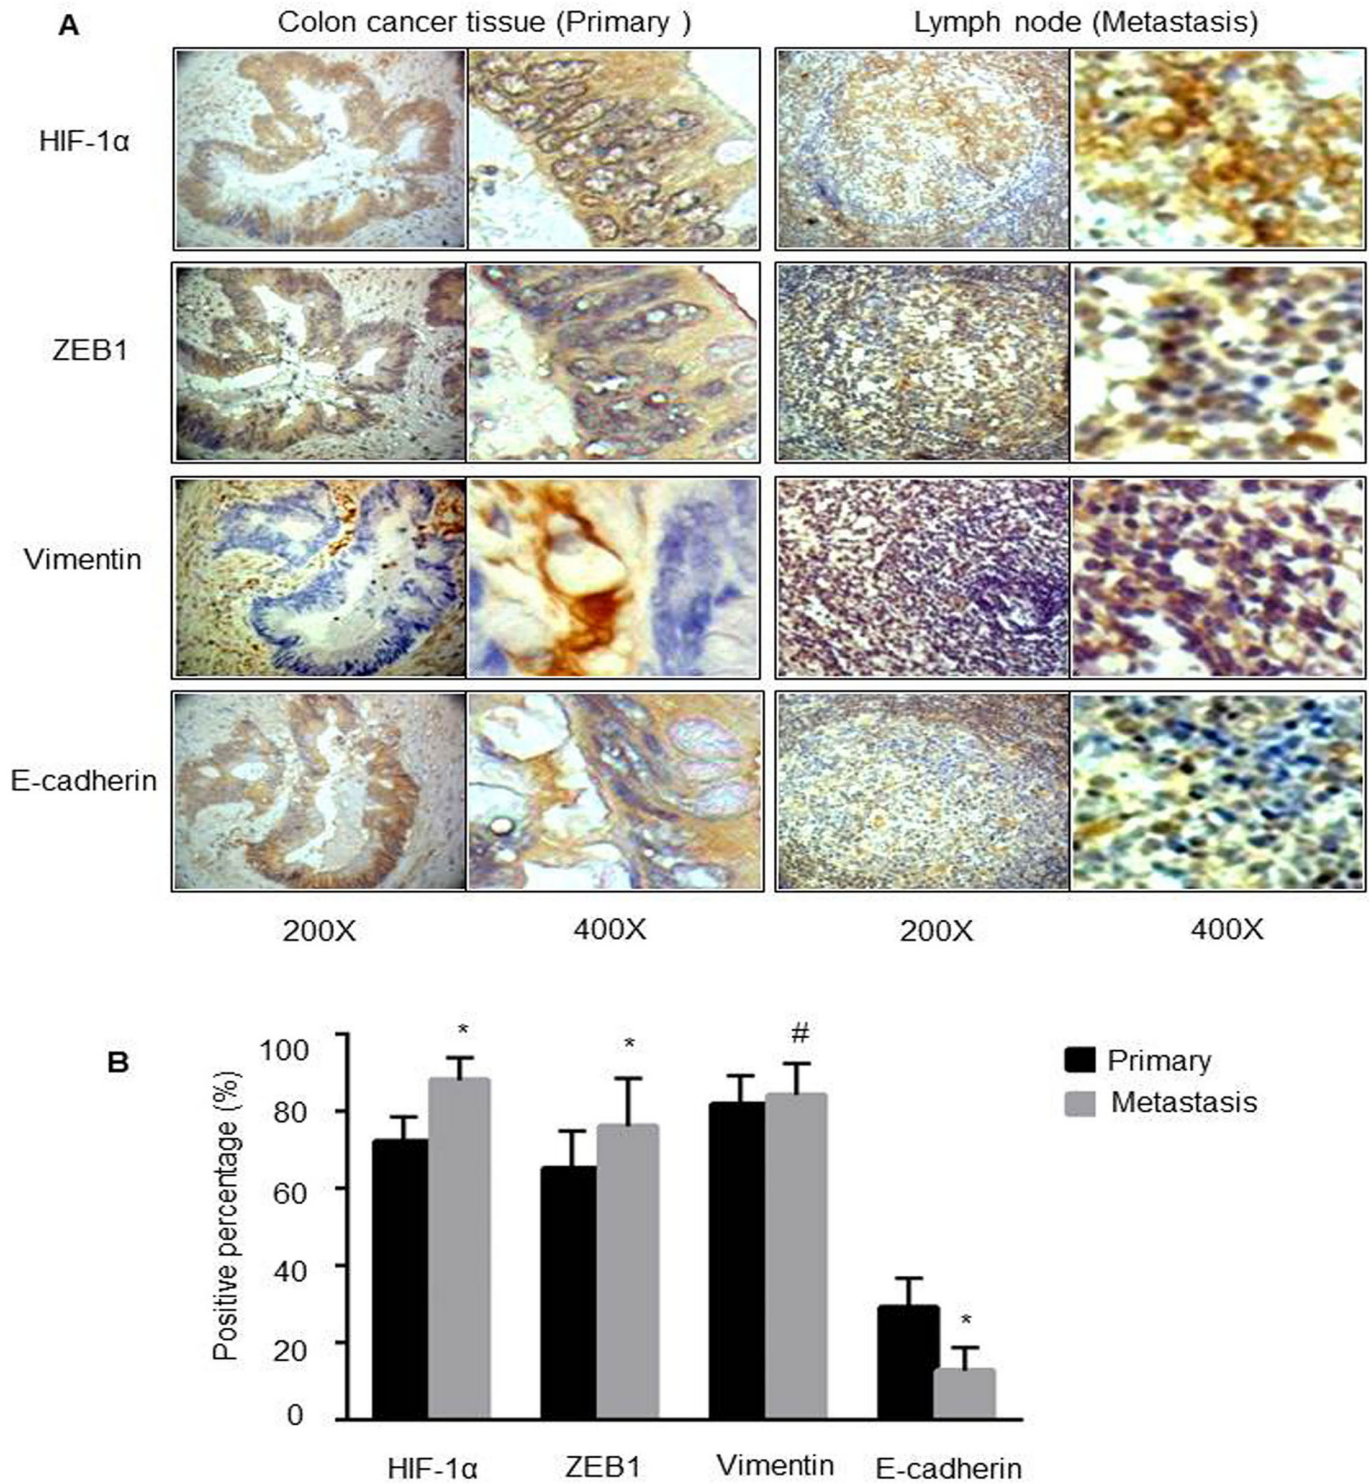 A
Colon cancer tissue (Primary )
Lymph node (Metastasis)
HIF-1α
ZEB1
Vimentin
E-cadherin
200X
400X
200X
400X
B
Positive percentage (%)
100
80
60
40
20
0
*
*
#
*
Primary
Metastasis
HIF-1α
ZEB1
Vimentin
E-cadherin